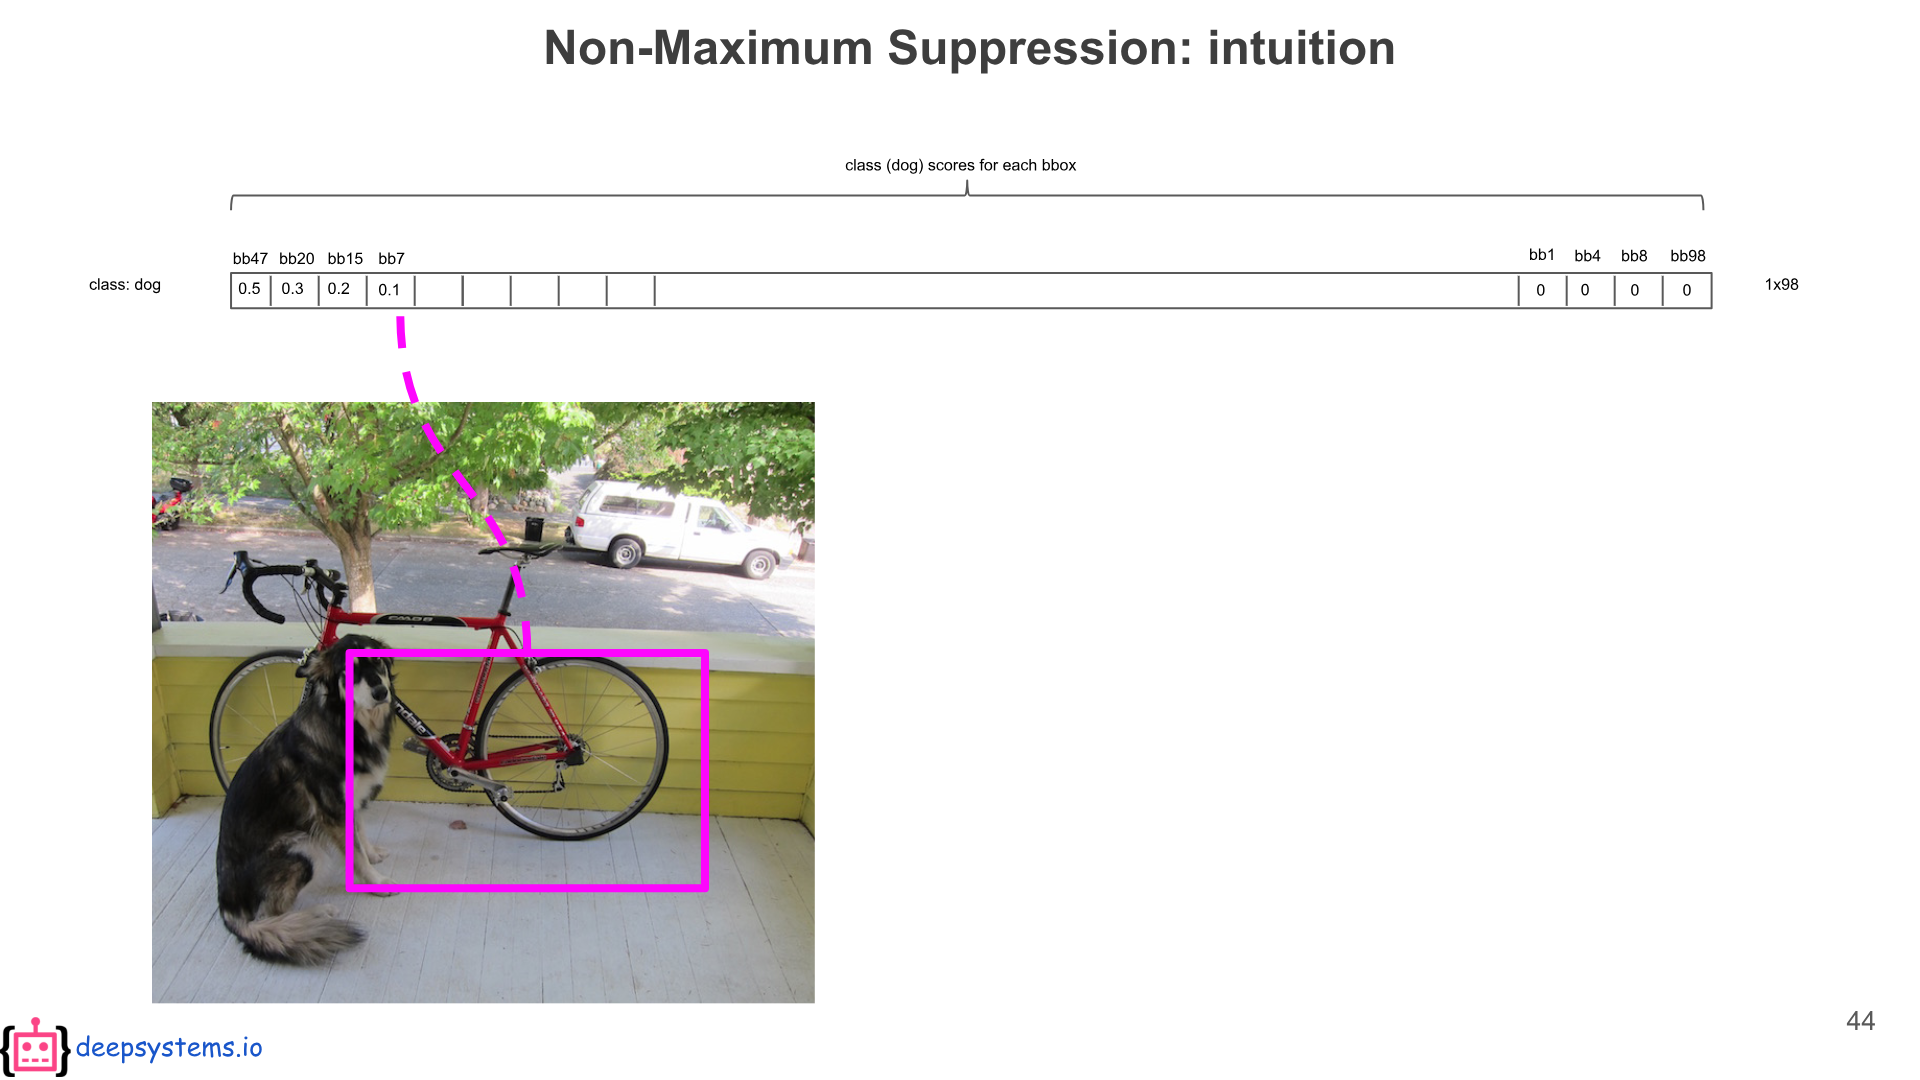 Non-Maximum Suppression: intuition
class (dog) scores for each bbox
bb47 bb20 bb15 bb7 bb1 bb4 bb8 bb98
class: dog 0.5 0.3 0.2 0.1 0 0 0 0 1x98
ndale
44
{ } deepsystems.io